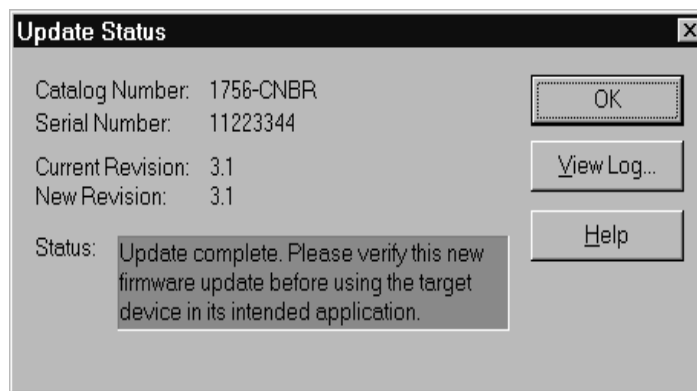 Update Status
Catalog Number: 1756-CNBR
Serial Number: 11223344
Current Revision: 3.1
New Revision: 3.1
Status: Update complete. Please verify this new
firmware update before using the target
device in its intended application.
OK
View Log...
Help